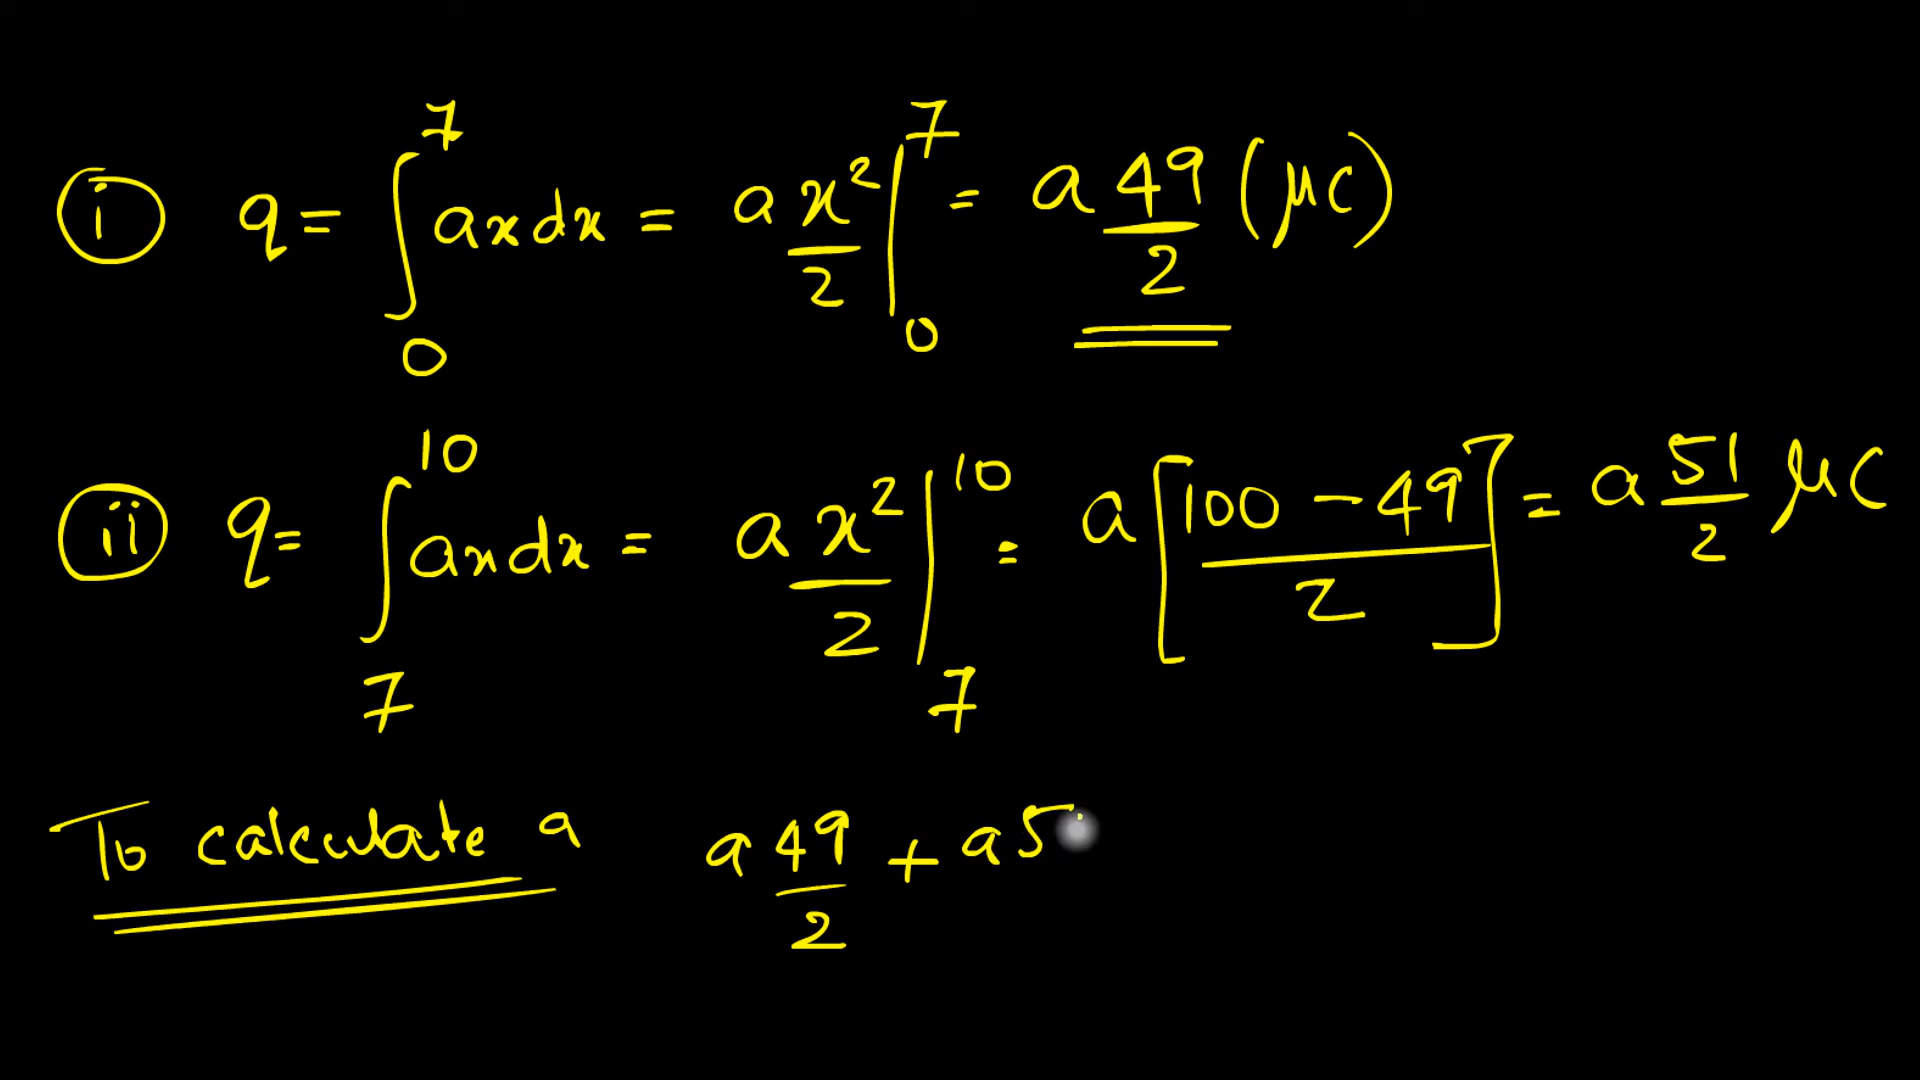 (i) q = ∫₀⁷ ax dx = a x²/2 |₀⁷ = a 49/2 (μC)
(ii) q = ∫₇¹⁰ ax dx = a x²/2 |₇¹⁰ = a [100 - 49 / 2] = a 51/2 μC
To calculate a a 49/2 + a 5